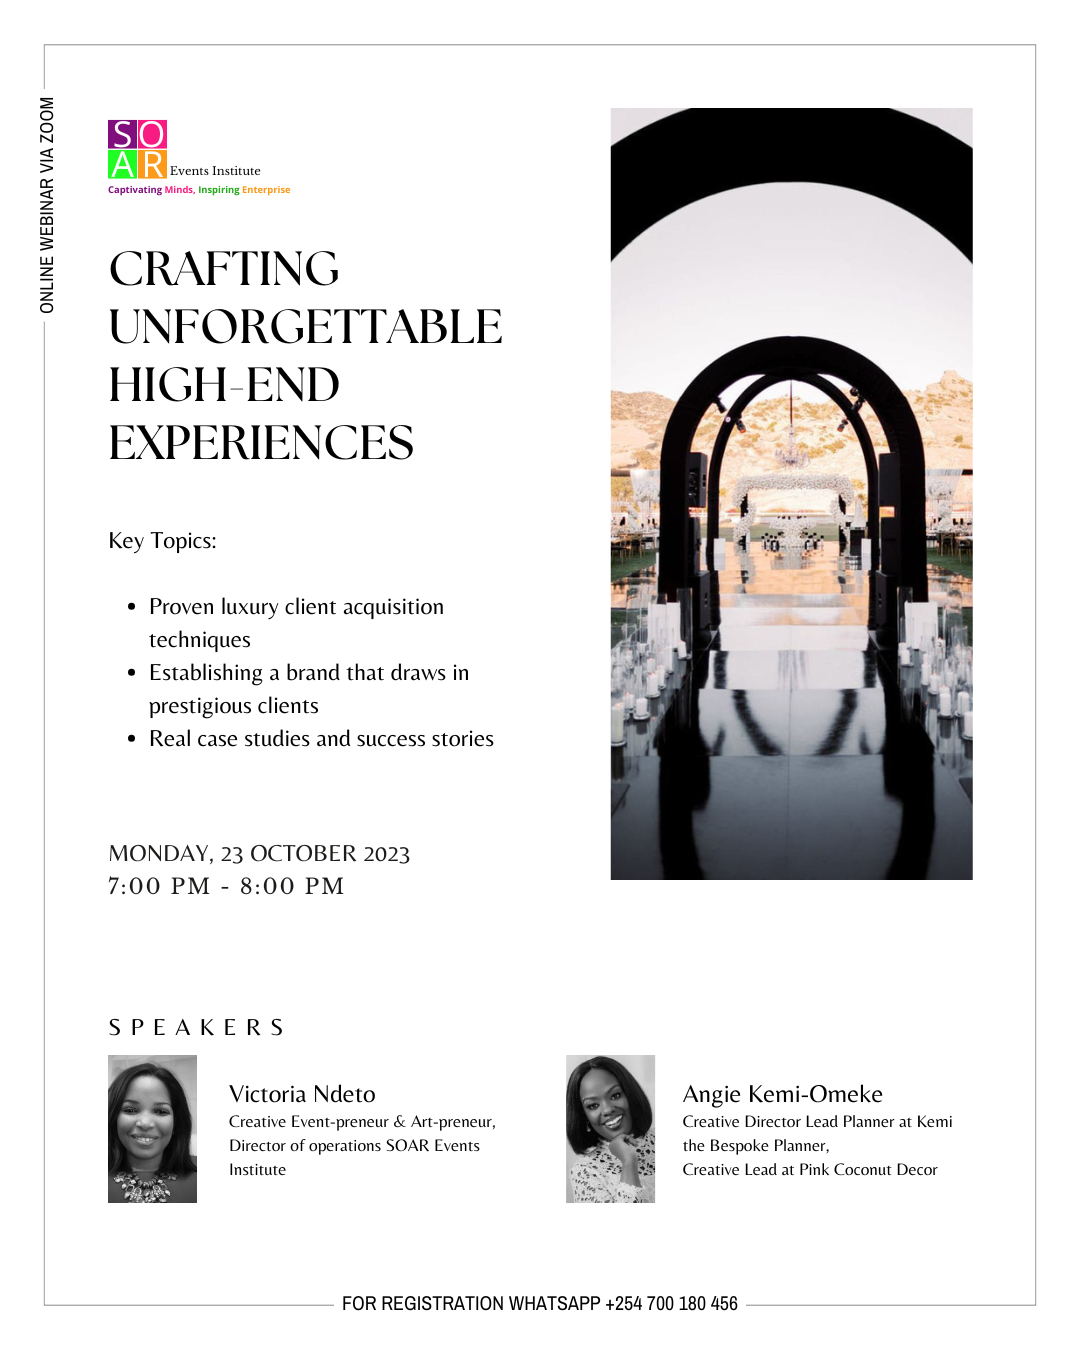 ONLINE WEBINAR VIA ZOOM
SO
AR Events Institute
Captivating Minds, Inspiring Enterprise
CRAFTING
UNFORGETTABLE
HIGH-END
EXPERIENCES
Key Topics:
• Proven luxury client acquisition
techniques
• Establishing a brand that draws in
prestigious clients
• Real case studies and success stories
MONDAY, 23 OCTOBER 2023
7:00 PM - 8:00 PM
SPEAKERS
Victoria Ndeto
Creative Event-preneur & Art-preneur,
Director of operations SOAR Events
Institute
Angie Kemi-Omeke
Creative Director Lead Planner at Kemi
the Bespoke Planner,
Creative Lead at Pink Coconut Decor
FOR REGISTRATION WHATSAPP +254 700 180 456